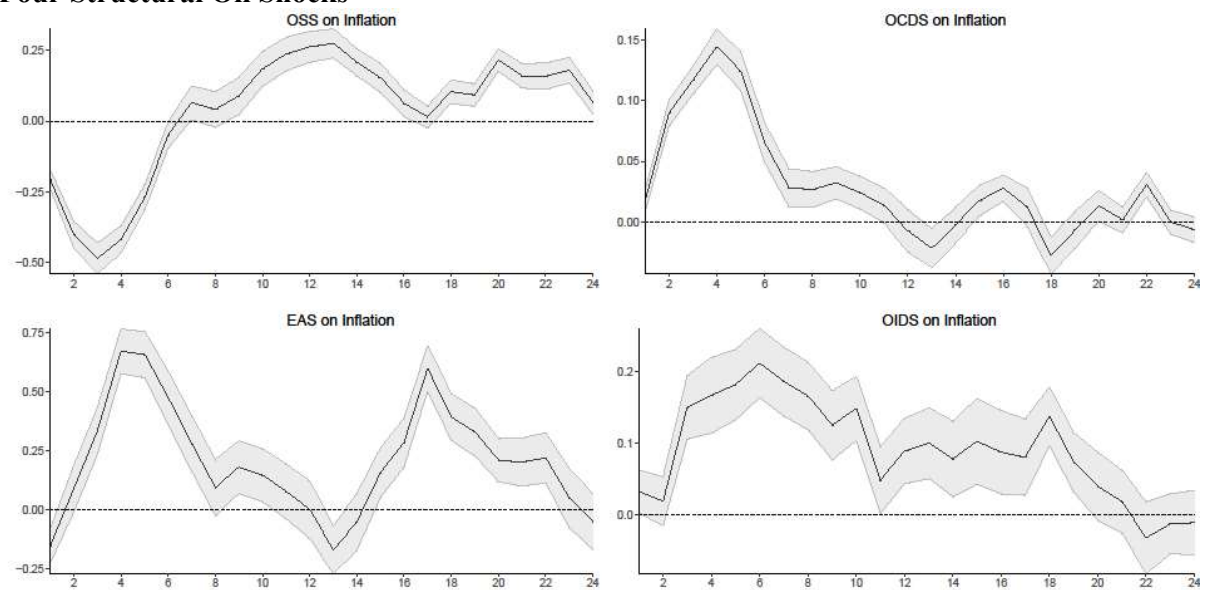 Four Structural Oil Shocks
OSS on Inflation
0.25
0.00
−0.25
−0.50
2 4 6 8 10 12 14 16 18 20 22 24
OCDS on Inflation
0.15
0.10
0.05
0.00
2 4 6 8 10 12 14 16 18 20 22 24
EAS on Inflation
0.75
0.50
0.25
0.00
−0.25
2 4 6 8 10 12 14 16 18 20 22 24
OIDS on Inflation
0.2
0.1
0.0
2 4 6 8 10 12 14 16 18 20 22 24